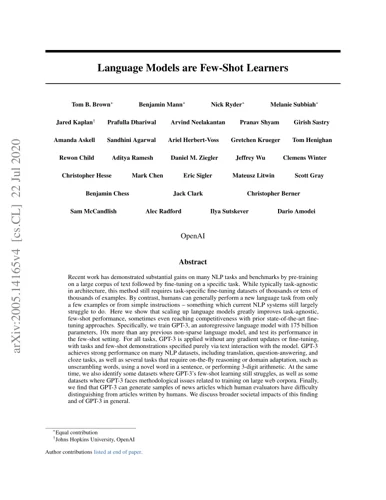 arXiv:2005.14165v4 [cs.CL] 22 Jul 2020
Language Models are Few-Shot Learners
Tom B. Brown* Benjamin Mann* Nick Ryder* Melanie Subbiah*
Jared Kaplan† Prafulla Dhariwal Arvind Neelakantan Pranav Shyam Girish Sastry
Amanda Askell Sandhini Agarwal Ariel Herbert-Voss Gretchen Krueger Tom Henighan
Rewon Child Aditya Ramesh Daniel M. Ziegler Jeffrey Wu Clemens Winter
Christopher Hesse Mark Chen Eric Sigler Mateusz Litwin Scott Gray
Benjamin Chess Jack Clark Christopher Berner
Sam McCandlish Alec Radford Ilya Sutskever Dario Amodei
OpenAI
Abstract
Recent work has demonstrated substantial gains on many NLP tasks and benchmarks by pre-training
on a large corpus of text followed by fine-tuning on a specific task. While typically task-agnostic
in architecture, this method still requires task-specific fine-tuning datasets of thousands or tens of
thousands of examples. By contrast, humans can generally perform a new language task from only
a few examples or from simple instructions – something which current NLP systems still largely
struggle to do. Here we show that scaling up language models greatly improves task-agnostic,
few-shot performance, sometimes even reaching competitiveness with prior state-of-the-art fine-
tuning approaches. Specifically, we train GPT-3, an autoregressive language model with 175 billion
parameters, 10x more than any previous non-sparse language model, and test its performance in
the few-shot setting. For all tasks, GPT-3 is applied without any gradient updates or fine-tuning,
with tasks and few-shot demonstrations specified purely via text interaction with the model. GPT-3
achieves strong performance on many NLP datasets, including translation, question-answering, and
cloze tasks, as well as several tasks that require on-the-fly reasoning or domain adaptation, such as
unscrambling words, using a novel word in a sentence, or performing 3-digit arithmetic. At the same
time, we also identify some datasets where GPT-3's few-shot learning still struggles, as well as some
datasets where GPT-3 faces methodological issues related to training on large web corpora. Finally,
we find that GPT-3 can generate samples of news articles which human evaluators have difficulty
distinguishing from articles written by humans. We discuss broader societal impacts of this finding
and of GPT-3 in general.
*Equal contribution
†Johns Hopkins University, OpenAI
Author contributions listed at end of paper.